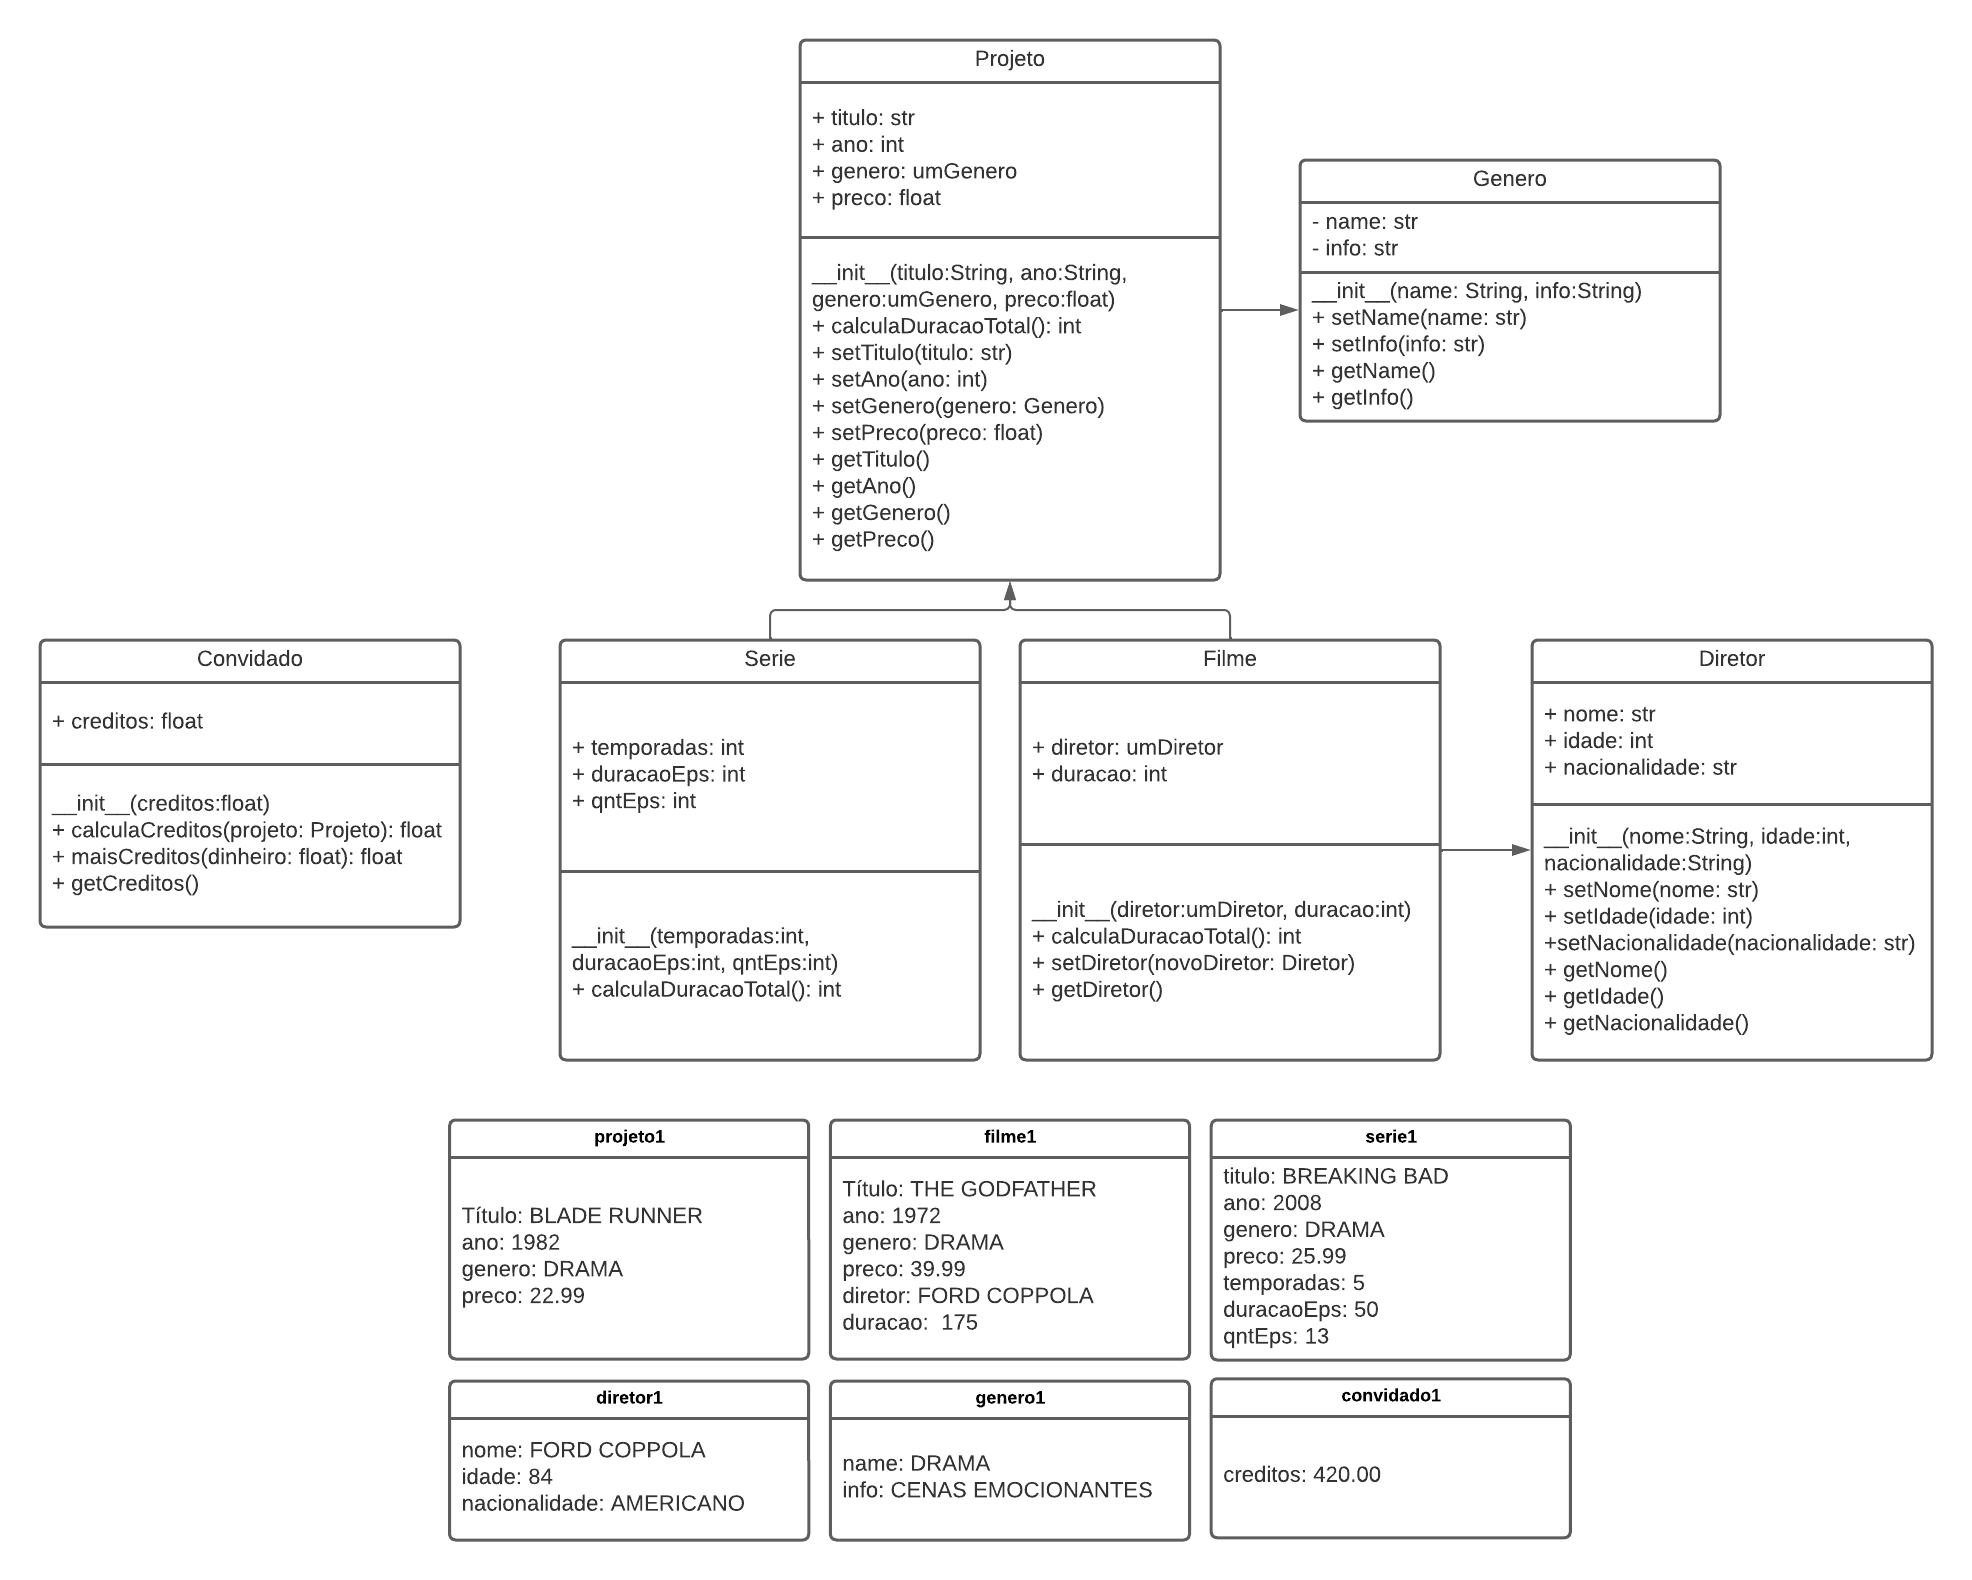 Projeto
+ titulo: str
+ ano: int
+ genero: umGenero
+ preco: float
__init__(titulo:String, ano:String,
genero:umGenero, preco:float)
+ calculaDuracaoTotal(): int
+ setTitulo(titulo: str)
+ setAno(ano: int)
+ setGenero(genero: Genero)
+ setPreco(preco: float)
+ getTitulo()
+ getAno()
+ getGenero()
+ getPreco()
Genero
- name: str
- info: str
__init__(name: String, info:String)
+ setName(name: str)
+ setInfo(info: str)
+ getName()
+ getInfo()
Convidado
+ creditos: float
__init__(creditos:float)
+ calculaCreditos(projeto: Projeto): float
+ maisCreditos(dinheiro: float): float
+ getCreditos()
Serie
+ temporadas: int
+ duracaoEps: int
+ qntEps: int
__init__(temporadas:int,
duracaoEps:int, qntEps:int)
+ calculaDuracaoTotal(): int
Filme
+ diretor: umDiretor
+ duracao: int
__init__(diretor:umDiretor, duracao:int)
+ calculaDuracaoTotal(): int
+ setDiretor(novoDiretor: Diretor)
+ getDiretor()
Diretor
+ nome: str
+ idade: int
+ nacionalidade: str
__init__(nome:String, idade:int,
nacionalidade:String)
+ setNome(nome: str)
+ setIdade(idade: int)
+setNacionalidade(nacionalidade: str)
+ getNome()
+ getIdade()
+ getNacionalidade()
projeto1
Título: BLADE RUNNER
ano: 1982
genero: DRAMA
preco: 22.99
filme1
Título: THE GODFATHER
ano: 1972
genero: DRAMA
preco: 39.99
diretor: FORD COPPOLA
duracao:  175
serie1
titulo: BREAKING BAD
ano: 2008
genero: DRAMA
preco: 25.99
temporadas: 5
duracaoEps: 50
qntEps: 13
diretor1
nome: FORD COPPOLA
idade: 84
nacionalidade: AMERICANO
genero1
name: DRAMA
info: CENAS EMOCIONANTES
convidado1
creditos: 420.00